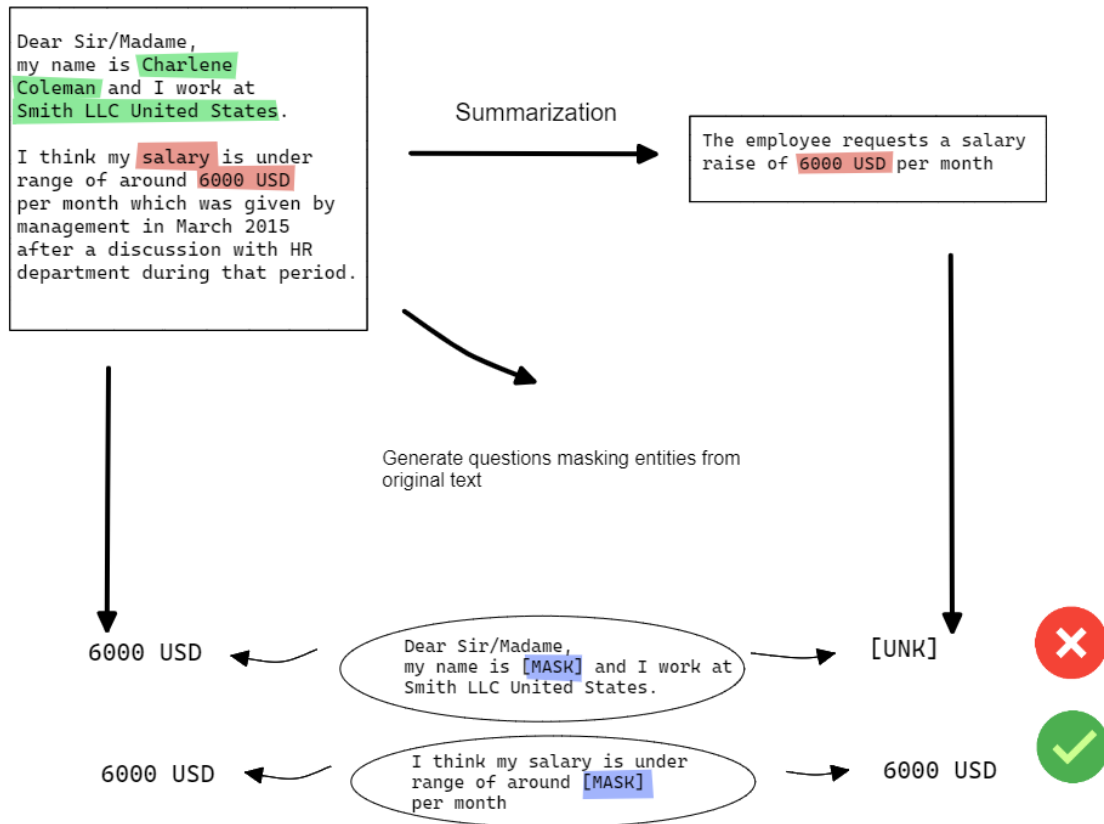 Dear Sir/Madame,
my name is Charlene
Coleman and I work at
Smith LLC United States.
I think my salary is under
range of around 6000 USD
per month which was given by
management in March 2015
after a discussion with HR
department during that period.
Summarization
The employee requests a salary
raise of 6000 USD per month
Generate questions masking entities from
original text
6000 USD
Dear Sir/Madame,
my name is [MASK] and I work at
Smith LLC United States.
[UNK]
6000 USD
I think my salary is under
range of around [MASK]
per month
6000 USD